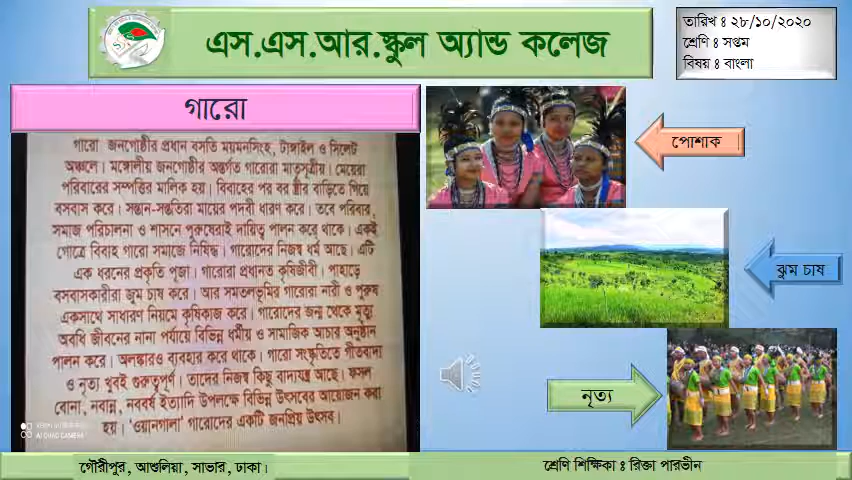 এস.এস.আর.স্কুল অ্যান্ড কলেজ
তারিখ ঃ ২৮/১০/২০২০
শ্রেণি ঃ সপ্তম
বিষয় ঃ বাংলা
গারো
গারো জনগোষ্ঠীর প্রধান বসতি ময়মনসিংহ, টাঙ্গাইল ও সিলেট
অঞ্চলে। মঙ্গোলীয় জনগোষ্ঠীর অন্তর্গত গারোরা মাতৃসূত্রীয়। মেয়েরা
পরিবারের সম্পত্তির মালিক হয়। বিবাহের পর বর স্ত্রীর বাড়িতে গিয়ে
বসবাস করে। সন্তান-সন্ততিরা মায়ের পদবী ধারণ করে। তবে পরিবার,
সমাজ পরিচালনা ও শাসনে পুরুষেরাই দায়িত্ব পালন করে থাকে। একই
গোত্রে বিবাহ গারো সমাজে নিষিদ্ধ। গারোদের নিজস্ব ধর্ম আছে। এটি
এক ধরনের প্রকৃতি পূজা। গারোরা প্রধানত কৃষিজীবী। পাহাড়ে
বসবাসকারীরা জুম চাষ করে। আর সমতলভূমির গারোরা নারী ও পুরুষ
একসাথে সাধারণ নিয়মে কৃষিকাজ করে। গারোদের জন্ম থেকে মৃত্যু
অবধি জীবনের নানা পর্যায়ে বিভিন্ন ধর্মীয় ও সামাজিক আচার অনুষ্ঠান
পালন করে। অলঙ্কারও ব্যবহার করে থাকে। গারো সংস্কৃতিতে গীতবাদ্য
ও নৃত্য খুবই গুরুত্বপূর্ণ। তাদের নিজস্ব কিছু বাদ্যযন্ত্র আছে। ফসল
বোনা, নবান্ন, নববর্ষ ইত্যাদি উপলক্ষে বিভিন্ন উৎসবের আয়োজন করা
হয়। 'ওয়ানগালা' গারোদের একটি জনপ্রিয় উৎসব।
AI DUAL CAMERA
পোশাক
ঝুম চাষ
নৃত্য
গৌরীপুর, আশুলিয়া, সাভার, ঢাকা।
শ্রেণি শিক্ষিকা ঃ রিক্তা পারভীন